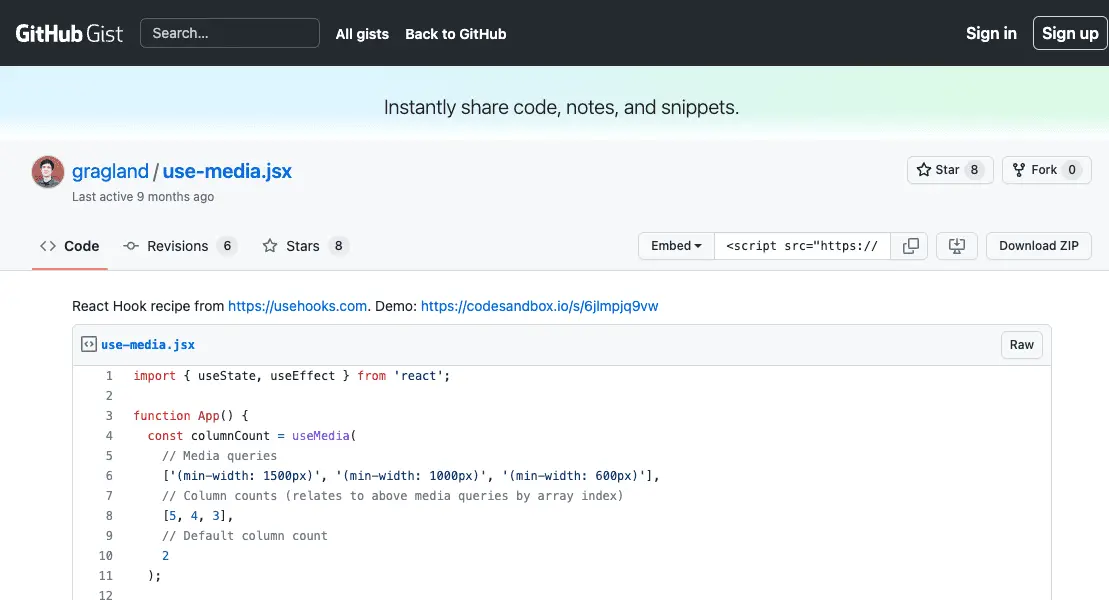 GitHub Gist Search... All gists Back to GitHub Sign in Sign up
Instantly share code, notes, and snippets.
gragland / use-media.jsx Star 8 Fork 0
Last active 9 months ago
Code Revisions 6 Stars 8 Embed <script src="https:// Download ZIP
React Hook recipe from https://usehooks.com. Demo: https://codesandbox.io/s/6jlmpjq9vw
use-media.jsx Raw
1 import { useState, useEffect } from 'react';
2
3 function App() {
4 const columnCount = useMedia(
5 // Media queries
6 ['(min-width: 1500px)', '(min-width: 1000px)', '(min-width: 600px)'],
7 // Column counts (relates to above media queries by array index)
8 [5, 4, 3],
9 // Default column count
10 2
11 );
12